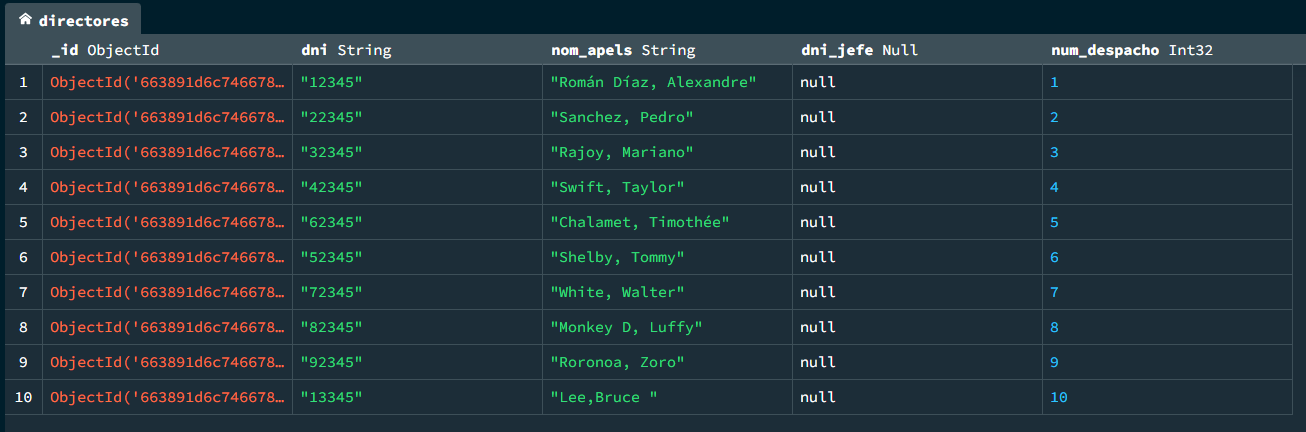 directores
_id ObjectId dni String nom_apels String dni_jefe Null num_despacho Int32
1 ObjectId('663891d6c746678… "12345" "Román Díaz, Alexandre" null 1
2 ObjectId('663891d6c746678… "22345" "Sanchez, Pedro" null 2
3 ObjectId('663891d6c746678… "32345" "Rajoy, Mariano" null 3
4 ObjectId('663891d6c746678… "42345" "Swift, Taylor" null 4
5 ObjectId('663891d6c746678… "62345" "Chalamet, Timothée" null 5
6 ObjectId('663891d6c746678… "52345" "Shelby, Tommy" null 6
7 ObjectId('663891d6c746678… "72345" "White, Walter" null 7
8 ObjectId('663891d6c746678… "82345" "Monkey D, Luffy" null 8
9 ObjectId('663891d6c746678… "92345" "Roronoa, Zoro" null 9
10 ObjectId('663891d6c746678… "13345" "Lee,Bruce " null 10